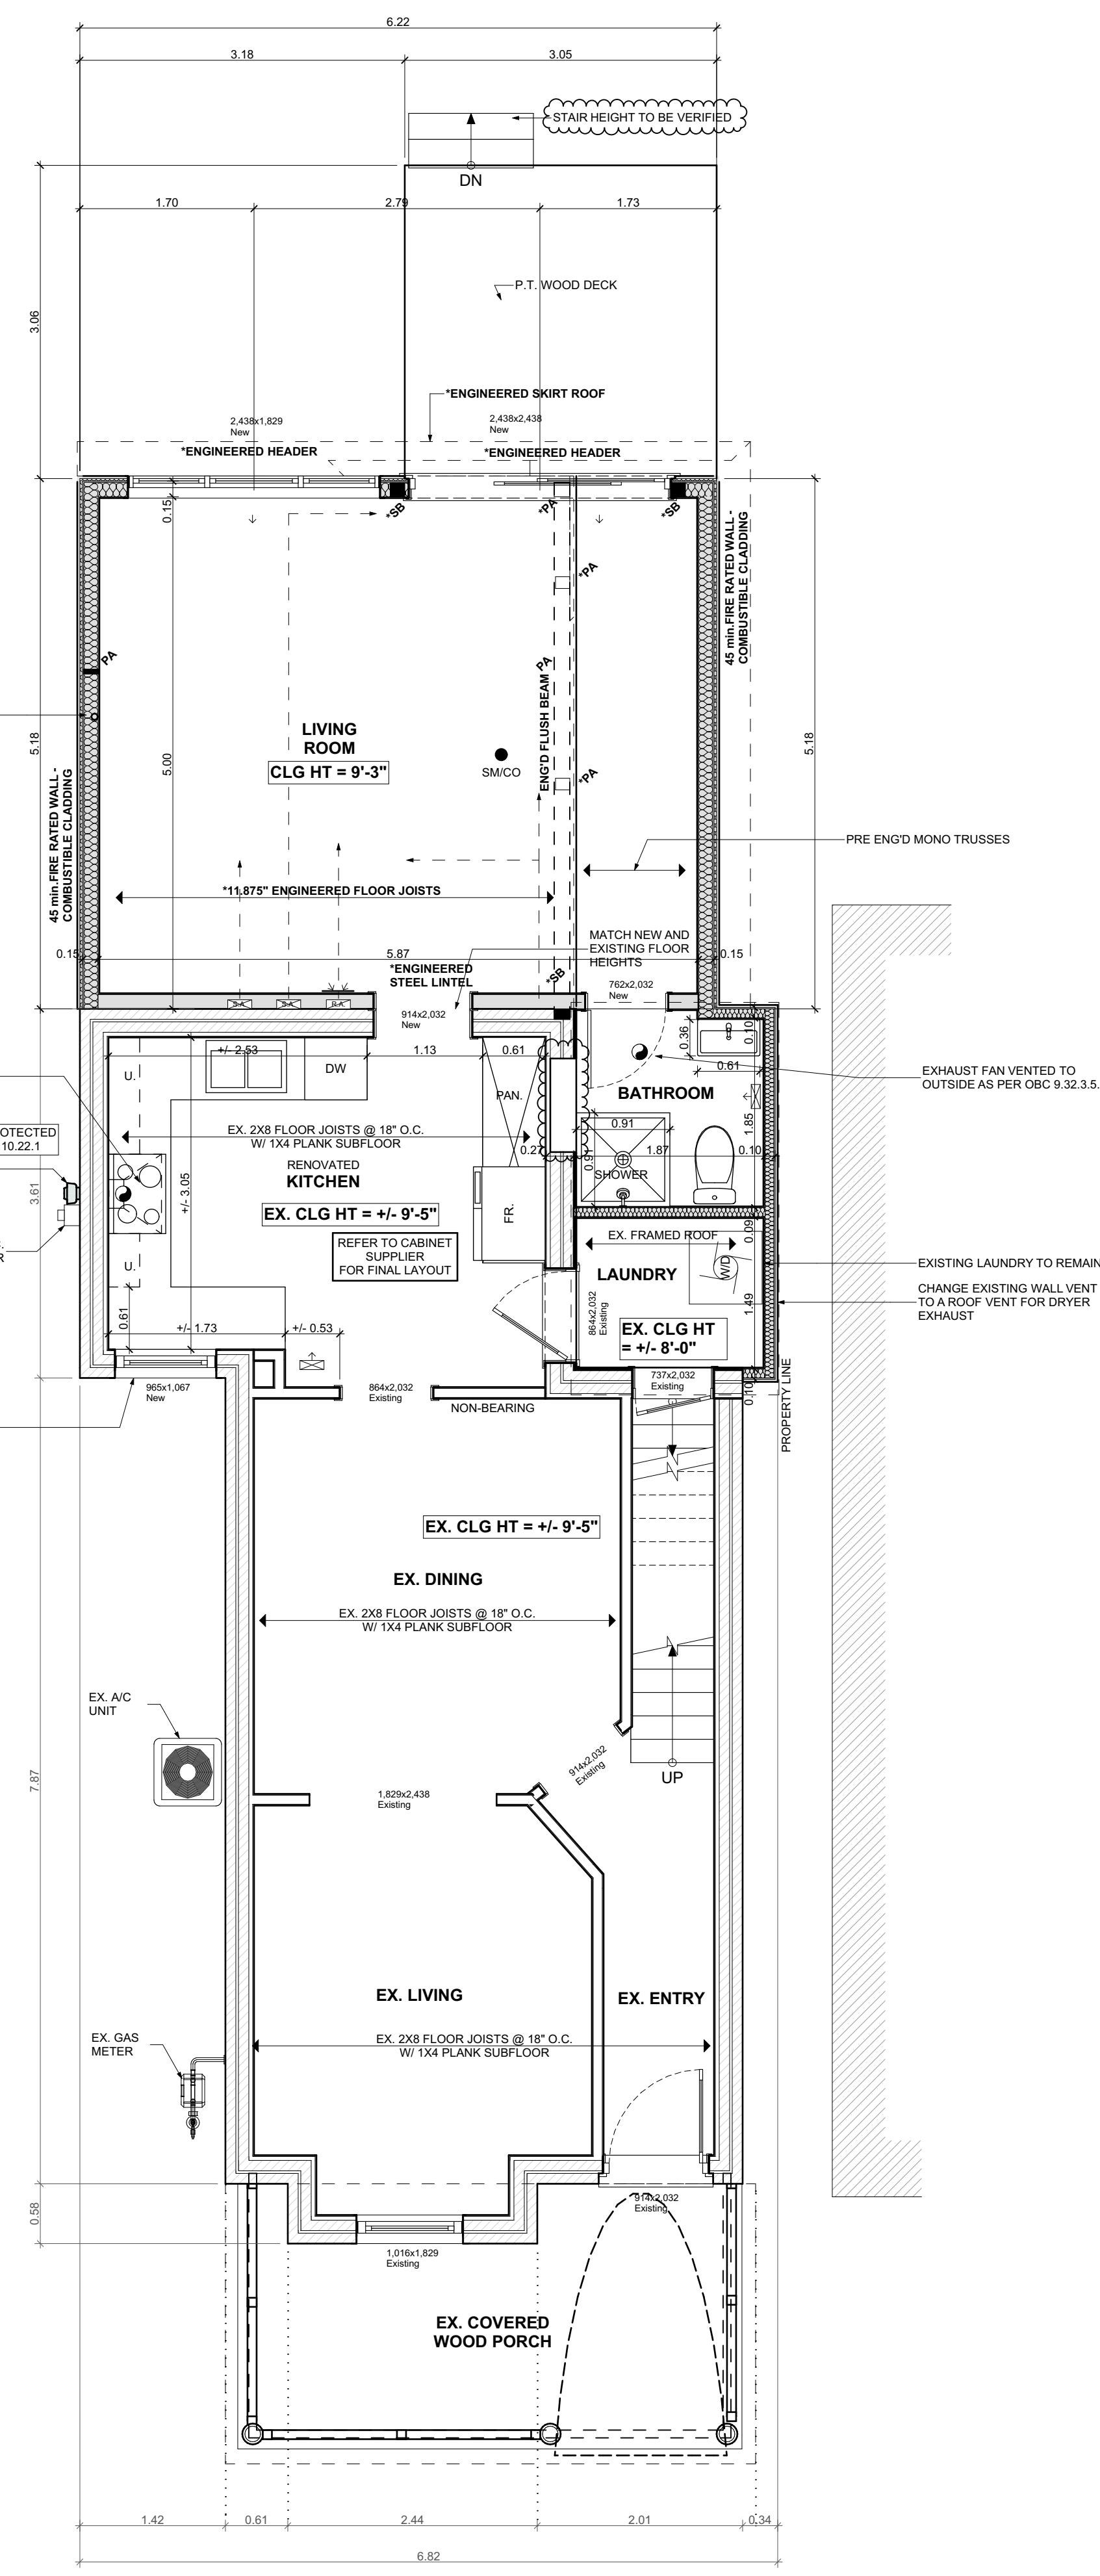 6.22
3.18
3.05
STAIR HEIGHT TO BE VERIFIED
DN
1.70
2.79
1.73
P.T. WOOD DECK
3.06
*ENGINEERED SKIRT ROOF
2,438x1,829
New
2,438x2,438
New
*ENGINEERED HEADER
*ENGINEERED HEADER
0.15
*SB
*PA
*SB
45 min.FIRE RATED WALL -
COMBUSTIBLE CLADDING
*PA
PA
PA
ENG'D FLUSH BEAM
LIVING
ROOM
CLG HT = 9'-3"
SM/CO
*PA
5.18
5.00
5.18
45 min.FIRE RATED WALL -
COMBUSTIBLE CLADDING
PRE ENG'D MONO TRUSSES
*11.875" ENGINEERED FLOOR JOISTS
MATCH NEW AND
EXISTING FLOOR
HEIGHTS
0.15
5.87
0.15
*ENGINEERED
STEEL LINTEL
*SB
762x2,032
New
S.A.
S.A.
R.A.
914x2,032
New
0.10
0.36
+/- 2.53
1.13
0.61
0.61
DW
U.
PAN.
BATHROOM
EXHAUST FAN VENTED TO
OUTSIDE AS PER OBC 9.32.3.5.
1.85
OTECTED
10.22.1
EX. 2X8 FLOOR JOISTS @ 18" O.C.
W/ 1X4 PLANK SUBFLOOR
0.91
0.27
0.91
1.87
0.10
SHOWER
RENOVATED
KITCHEN
3.61
+/- 3.05
FR.
EX. CLG HT = +/- 9'-5"
REFER TO CABINET
SUPPLIER
FOR FINAL LAYOUT
R
U.
0.09
EX. FRAMED ROOF
LAUNDRY
W/D
EXISTING LAUNDRY TO REMAIN
CHANGE EXISTING WALL VENT
TO A ROOF VENT FOR DRYER
EXHAUST
1.49
864x2,032
Existing
EX. CLG HT
= +/- 8'-0"
0.61
+/- 1.73
+/- 0.53
965x1,067
New
864x2,032
Existing
NON-BEARING
737x2,032
Existing
0.10
PROPERTY LINE
EX. CLG HT = +/- 9'-5"
EX. DINING
EX. 2X8 FLOOR JOISTS @ 18" O.C.
W/ 1X4 PLANK SUBFLOOR
EX. A/C
UNIT
914x2,032
Existing
UP
7.87
1,829x2,438
Existing
EX. LIVING
EX. ENTRY
EX. GAS
METER
EX. 2X8 FLOOR JOISTS @ 18" O.C.
W/ 1X4 PLANK SUBFLOOR
914x2,032
Existing
0.58
1,016x1,829
Existing
EX. COVERED
WOOD PORCH
1.42
0.61
2.44
2.01
0.34
6.82